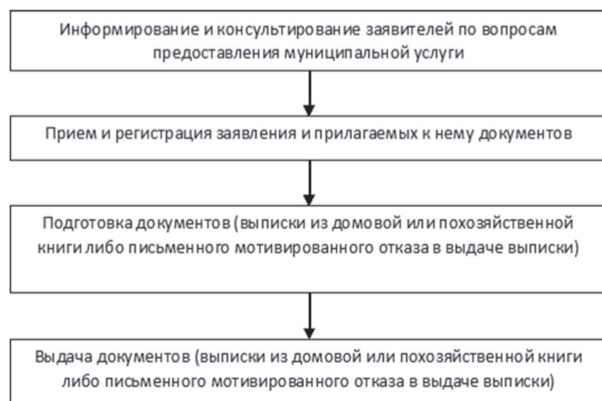 Информирование и консультирование заявителей по вопросам
предоставления муниципальной услуги
Прием и регистрация заявления и прилагаемых к нему документов
Подготовка документов (выписки из домовой или похозяйственной
книги либо письменного мотивированного отказа в выдаче выписки)
Выдача документов (выписки из домовой или похозяйственной книги
либо письменного мотивированного отказа в выдаче выписки)